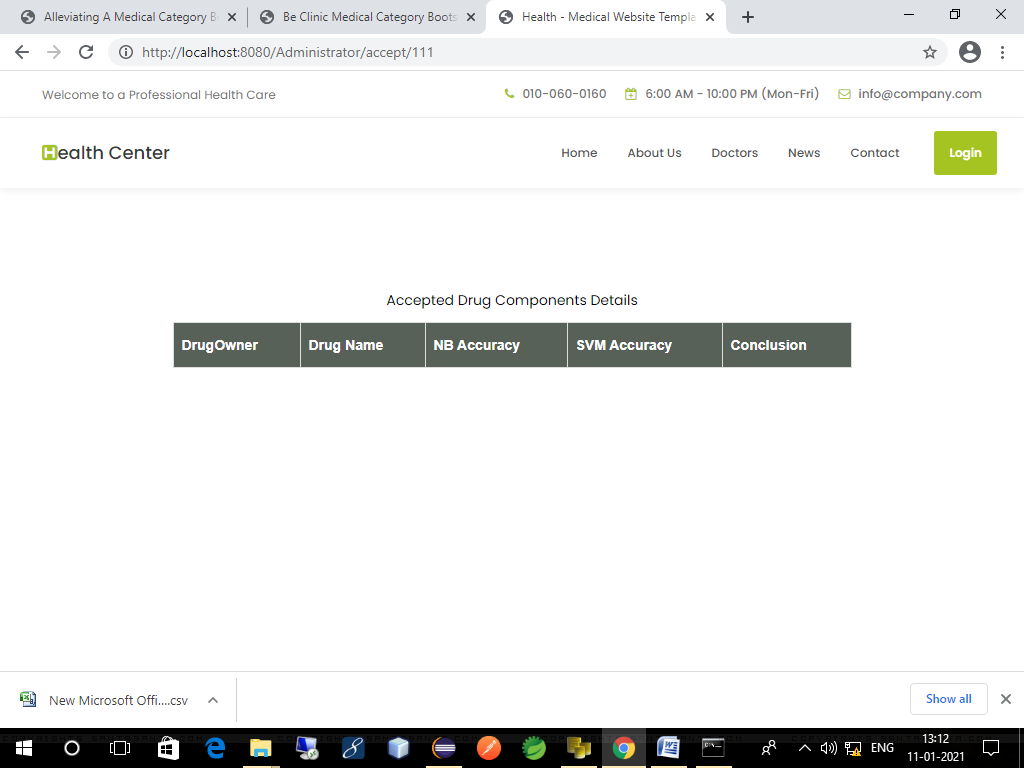 Alleviating A Medical Category B
Be Clinic Medical Category Boots
Health - Medical Website Templa
http://localhost:8080/Administrator/accept/111
Welcome to a Professional Health Care
010-060-0160
6:00 AM - 10:00 PM (Mon-Fri)
info@company.com
Health Center
Home
About Us
Doctors
News
Contact
Login
Accepted Drug Components Details
DrugOwner
Drug Name
NB Accuracy
SVM Accuracy
Conclusion
New Microsoft Offi....csv
Show all
ENG
13:12
11-01-2021